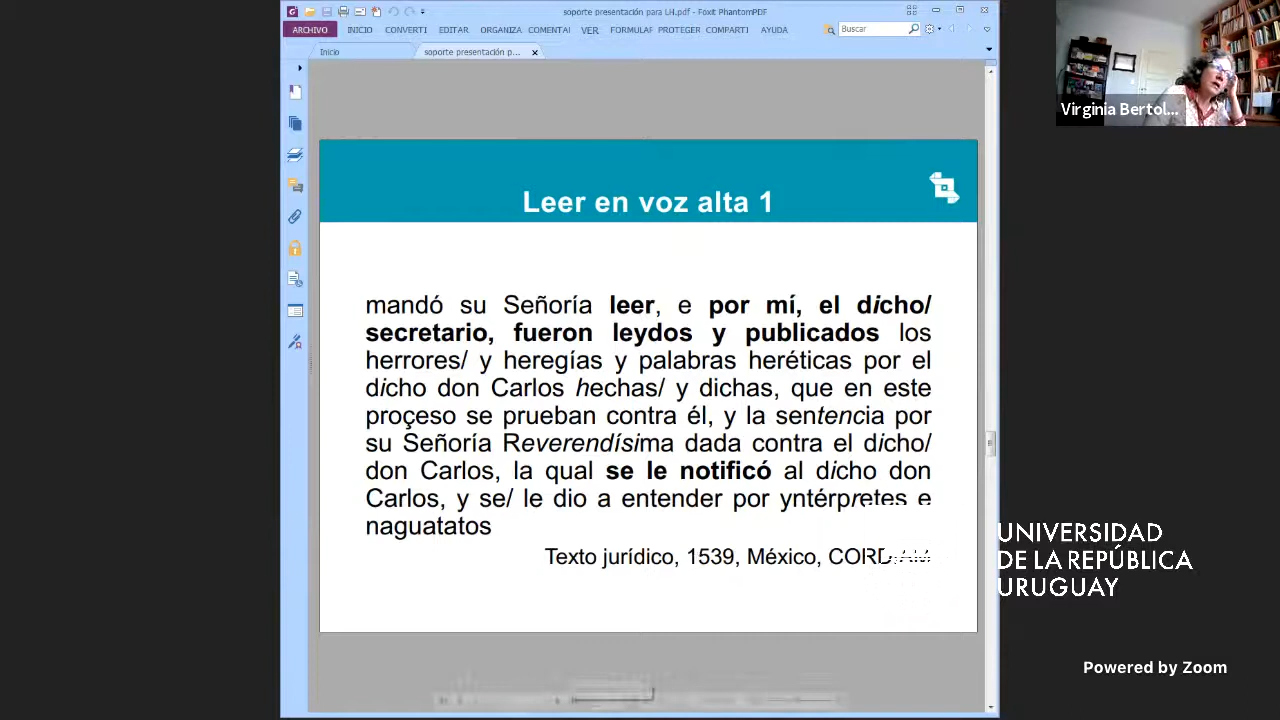 soporte presentación para LH.pdf - Foxit PhantomPDF
ARCHIVO INICIO CONVERTI EDITAR ORGANIZA COMENTAI VER FORMULAF PROTEGER COMPARTI AYUDA Buscar
Inicio soporte presentación p...
Virginia Bertol...
Leer en voz alta 1
mandó su Señoría leer, e por mí, el dicho/
secretario, fueron leydos y publicados los
herrores/ y heregías y palabras heréticas por el
dicho don Carlos hechas/ y dichas, que en este
proçeso se prueban contra él, y la sentencia por
su Señoría Reverendísima dada contra el dicho/
don Carlos, la qual se le notificó al dicho don
Carlos, y se/ le dio a entender por yntérpretes e
naguatatos
Texto jurídico, 1539, México,
UNIVERSIDAD
DE LA REPÚBLICA
URUGUAY
Powered by Zoom